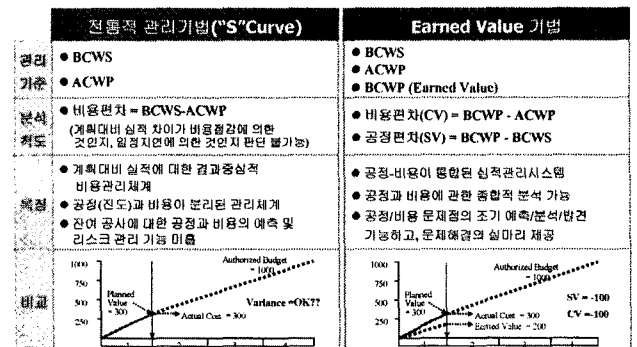 전통적 관리기법("S"Curve)
Earned Value 기법
관리
기준
● BCWS
● ACWP
● BCWS
● ACWP
● BCWP (Earned Value)
분석
척도
● 비용편차 = BCWS-ACWP
(계획대비 실적 차이가 비용절감에 의한
것인지, 일정지연에 의한 것인지 판단 불가능)
● 비용편차(CV) = BCWP - ACWP
● 공정편차(SV) = BCWP - BCWS
특징
● 계획대비 실적에 대한 결과중심적
비용관리체계
● 공정(진도)과 비용이 분리된 관리체계
● 잔여 공사에 대한 공정과 비용의 예측 및
리스크 관리 기능 미흡
● 공정-비용이 통합된 실적관리시스템
● 공정과 비용에 관한 종합적 분석 가능
● 공정/비용 문제점의 조기 예측/분석/발견
가능하고, 문제해결의 실마리 제공
비교
1000
750
500
250
Authorized Budget
= 1000
Planned
Value
= 300
Variance =OK??
Actual Cost = 300
1000
750
500
250
Authorized Budget
= 1000
Planned
Value
= 300
SV = -100
CV = -100
Actual Cost = 300
Earned Value = 200